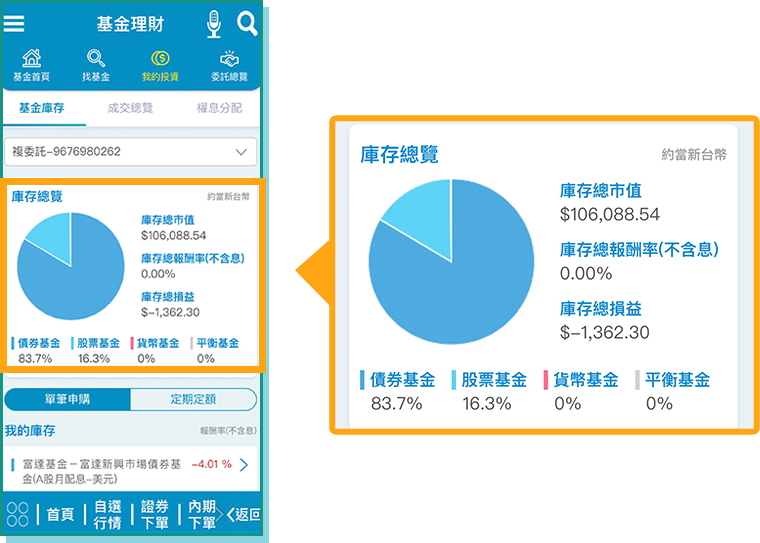 基金理財
基金首頁 找基金 我的投資 委託總覽
基金庫存 成交總覽 權息分配
複委託-9676980262
庫存總覽 約當新台幣
庫存總市值
$106,088.54
庫存總報酬率(不含息)
0.00%
庫存總損益
$-1,362.30
債券基金 股票基金 貨幣基金 平衡基金
83.7% 16.3% 0% 0%
單筆申購 定期定額
我的庫存 報酬率(不含息)
富達基金-富達新興市場債券基 -4.01 %
金(A股月配息-美元)
首頁 自選 證券 內期 返回
行情 下單 下單
庫存總覽 約當新台幣
庫存總市值
$106,088.54
庫存總報酬率(不含息)
0.00%
庫存總損益
$-1,362.30
債券基金 股票基金 貨幣基金 平衡基金
83.7% 16.3% 0% 0%